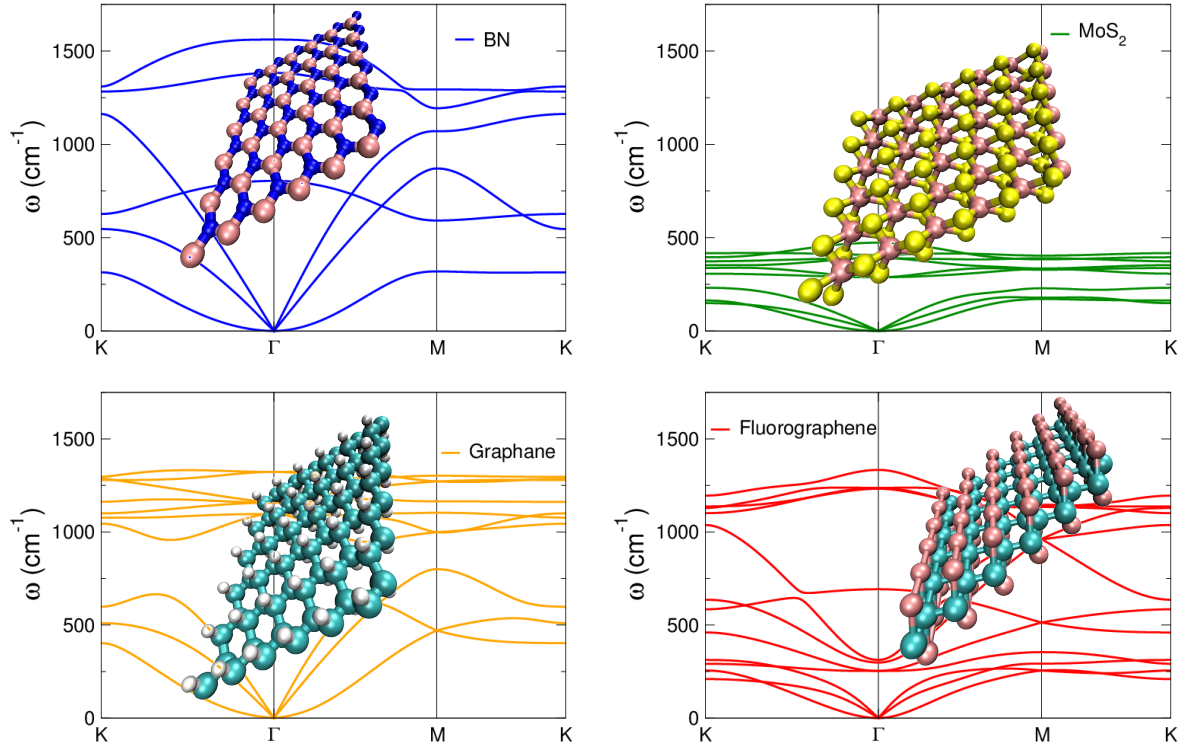 1500
1000
500
0
ω (cm⁻¹)
BN
K Γ M K
1500
1000
500
0
ω (cm⁻¹)
MoS₂
K Γ M K
1500
1000
500
0
ω (cm⁻¹)
Graphane
K Γ M K
1500
1000
500
0
ω (cm⁻¹)
Fluorographene
K Γ M K